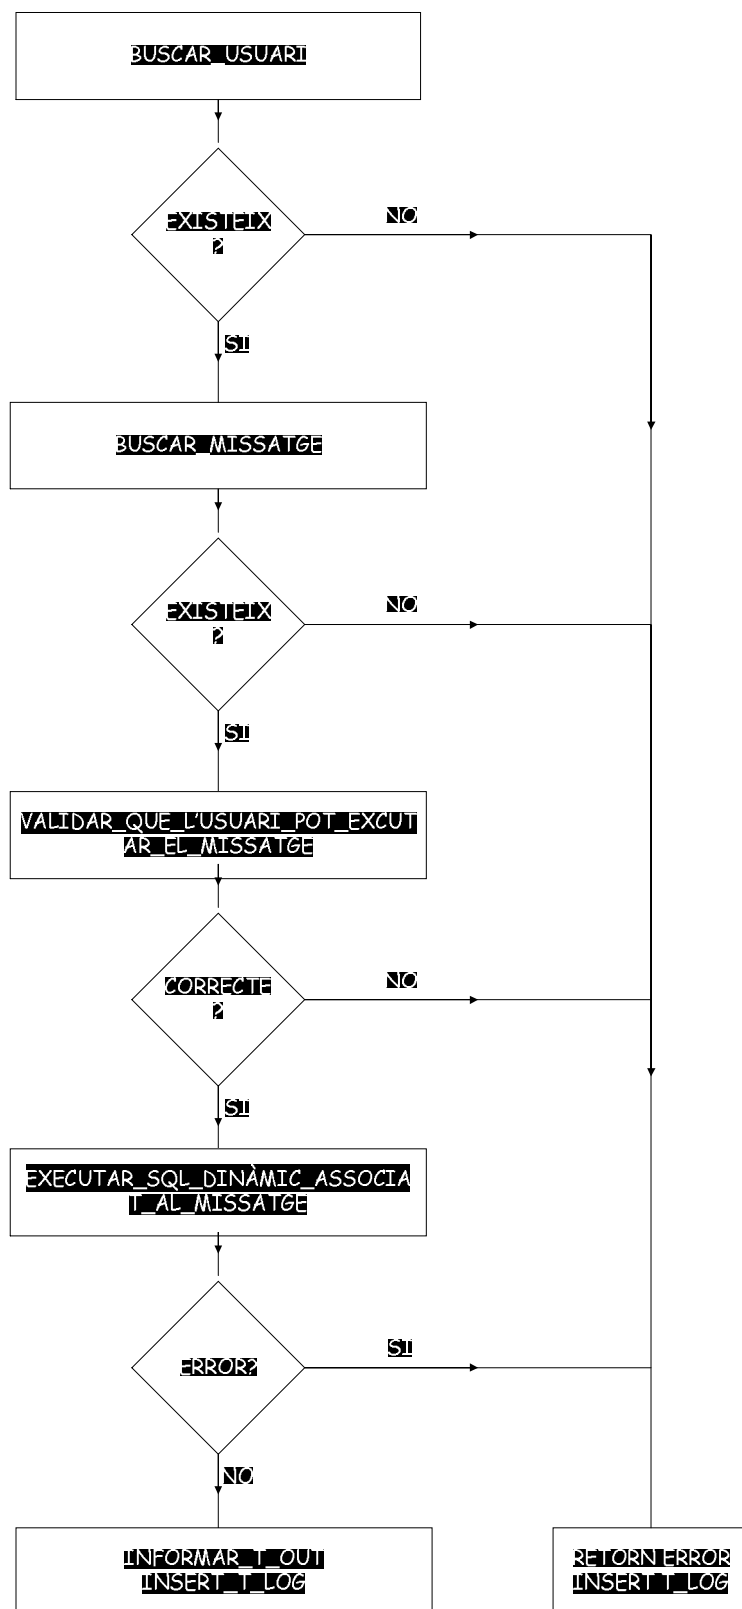 BUSCAR_USUARI
EXISTEIX
?
NO
SI
BUSCAR_MISSATGE
EXISTEIX
?
NO
SI
VALIDAR_QUE_L'USUARI_POT_EXCUT
AR_EL_MISSATGE
CORRECTE
?
NO
SI
EXECUTAR_SQL_DINÀMIC_ASSOCIA
T_AL_MISSATGE
ERROR?
SI
NO
INFORMAR_T_OUT
INSERT_T_LOG
RETORN ERROR
INSERT T_LOG